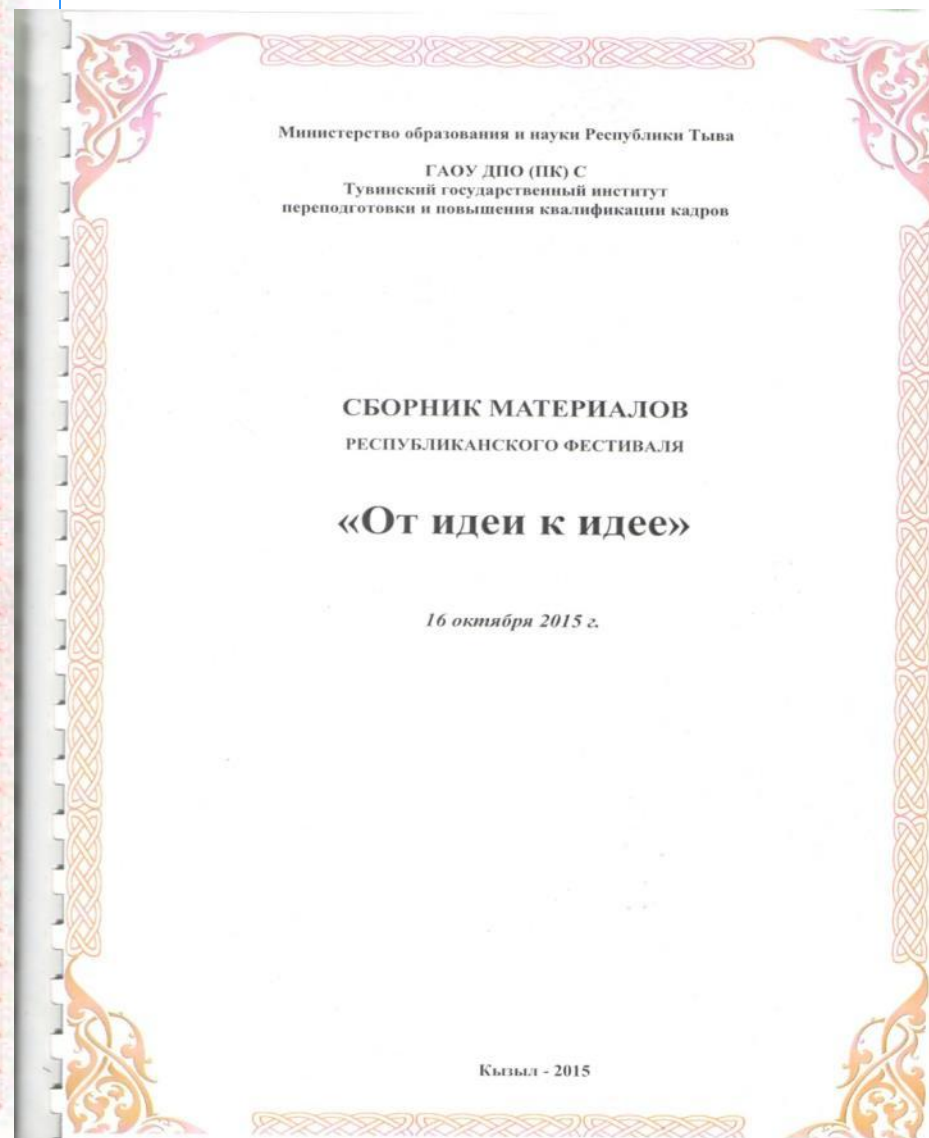 Министерство образования и науки Республики Тыва
ГАОУ ДПО (ПК) С
Тувинский государственный институт
переподготовки и повышения квалификации кадров
СБОРНИК МАТЕРИАЛОВ
РЕСПУБЛИКАНСКОГО ФЕСТИВАЛЯ
«От идеи к идее»
16 октября 2015 г.
Кызыл - 2015